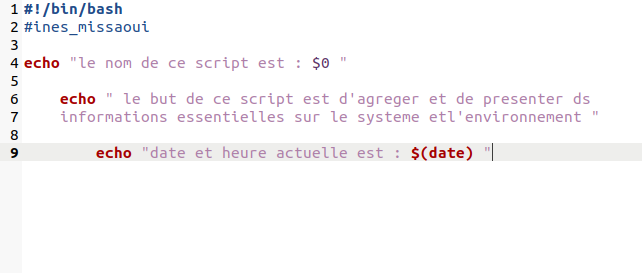 1 #!/bin/bash
2 #ines_missaoui
3
4 echo "le nom de ce script est : $0 "
5
6     echo " le but de ce script est d'agreger et de presenter ds
7     informations essentielles sur le systeme etl'environnement "
8
9         echo "date et heure actuelle est : $(date) "